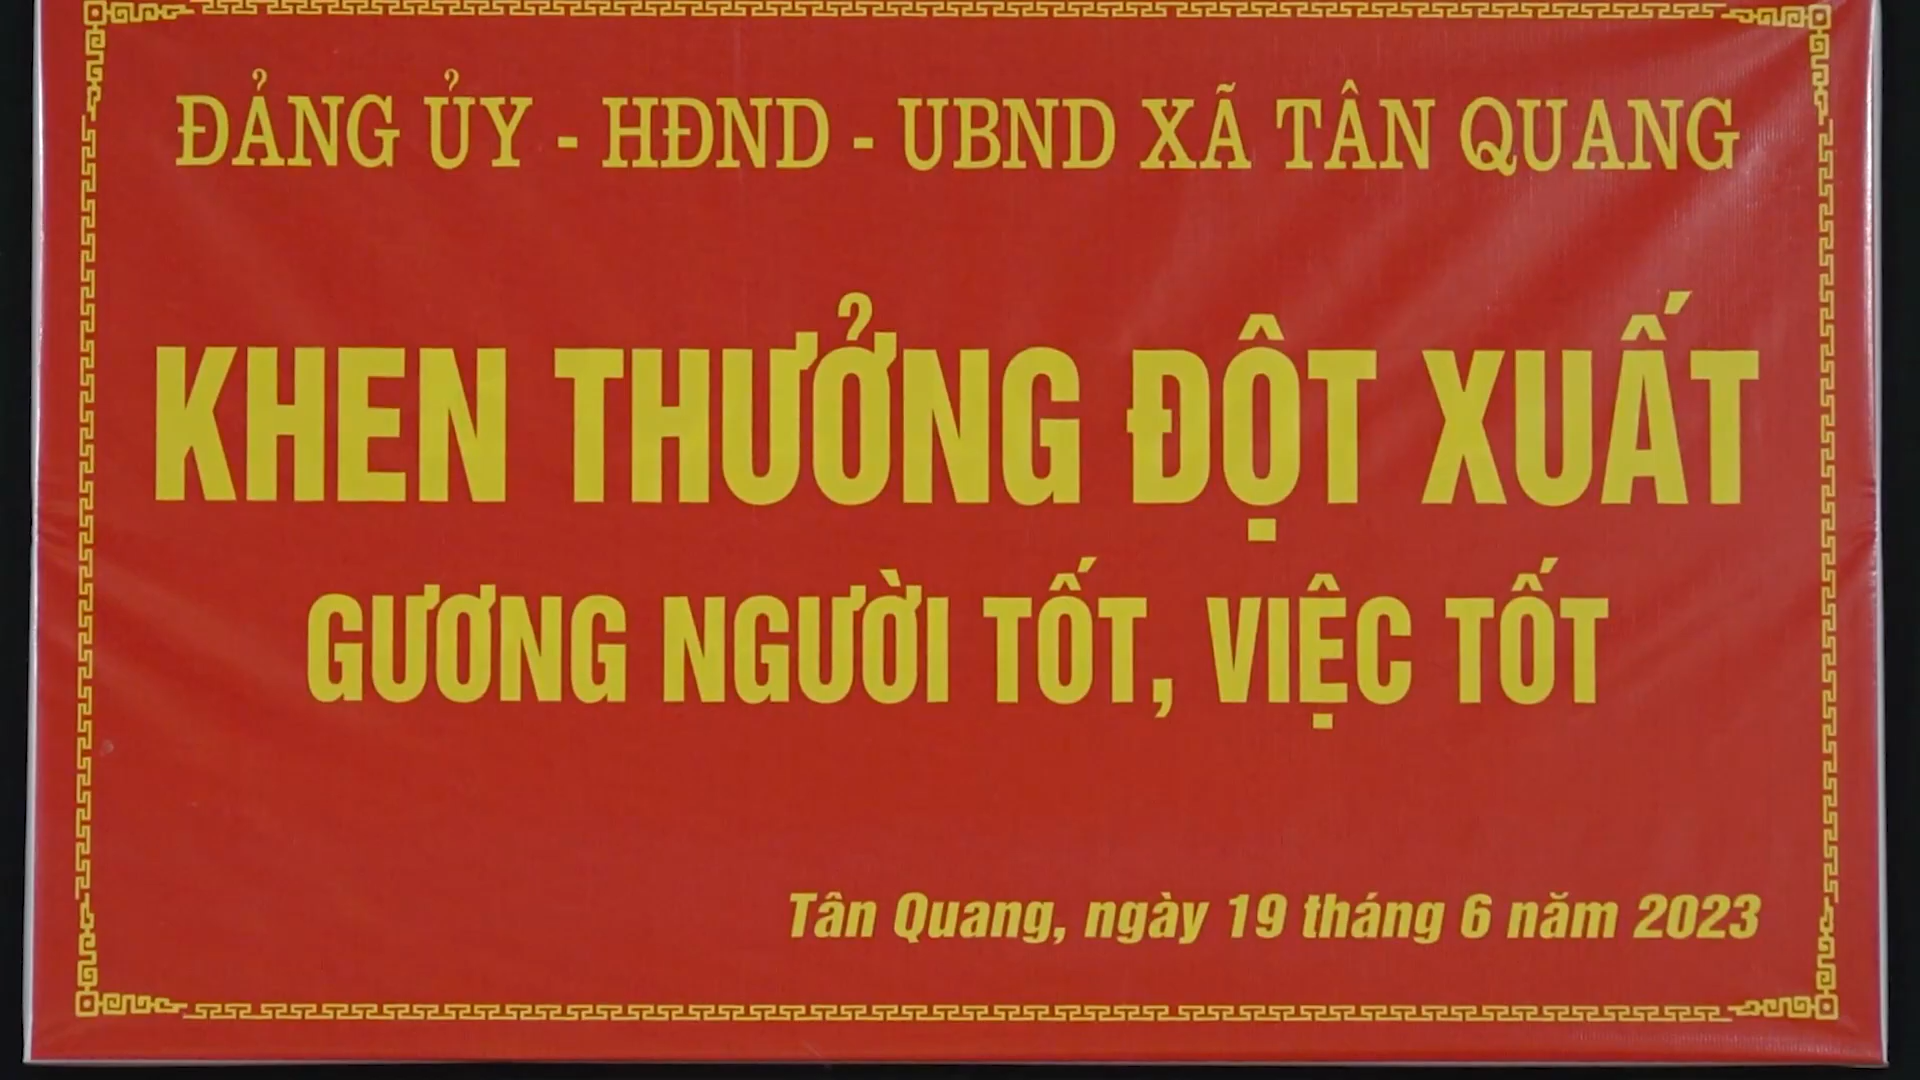 ĐẢNG ỦY - HĐND - UBND XÃ TÂN QUANG
KHEN THƯỞNG ĐỘT XUẤT
GƯƠNG NGƯỜI TỐT, VIỆC TỐT
Tân Quang, ngày 19 tháng 6 năm 2023